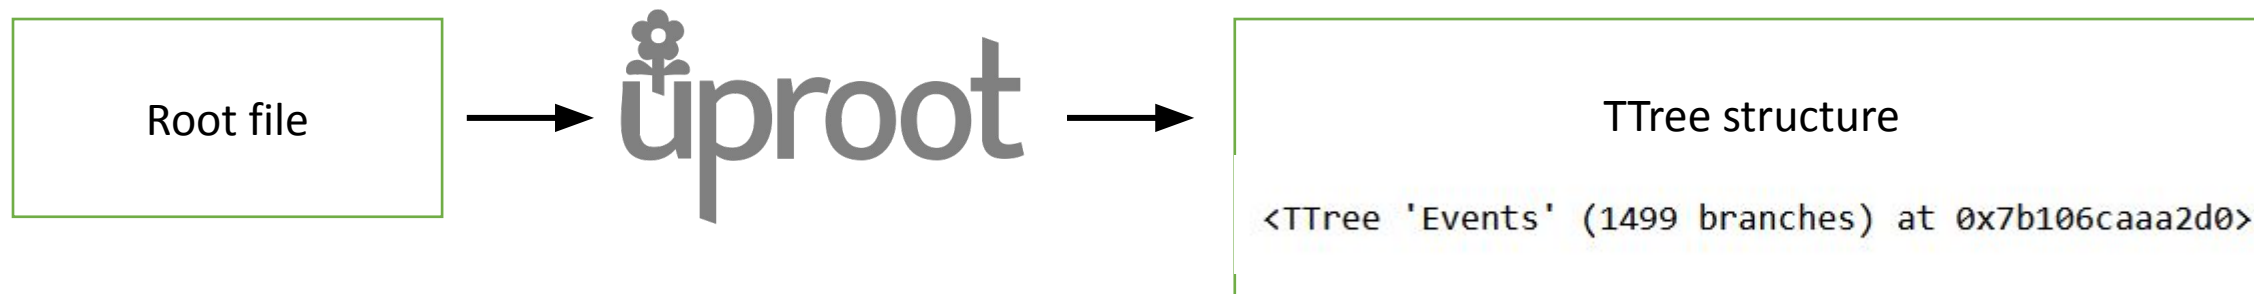 Root file
uproot
TTree structure
<TTree 'Events' (1499 branches) at 0x7b106caaa2d0>